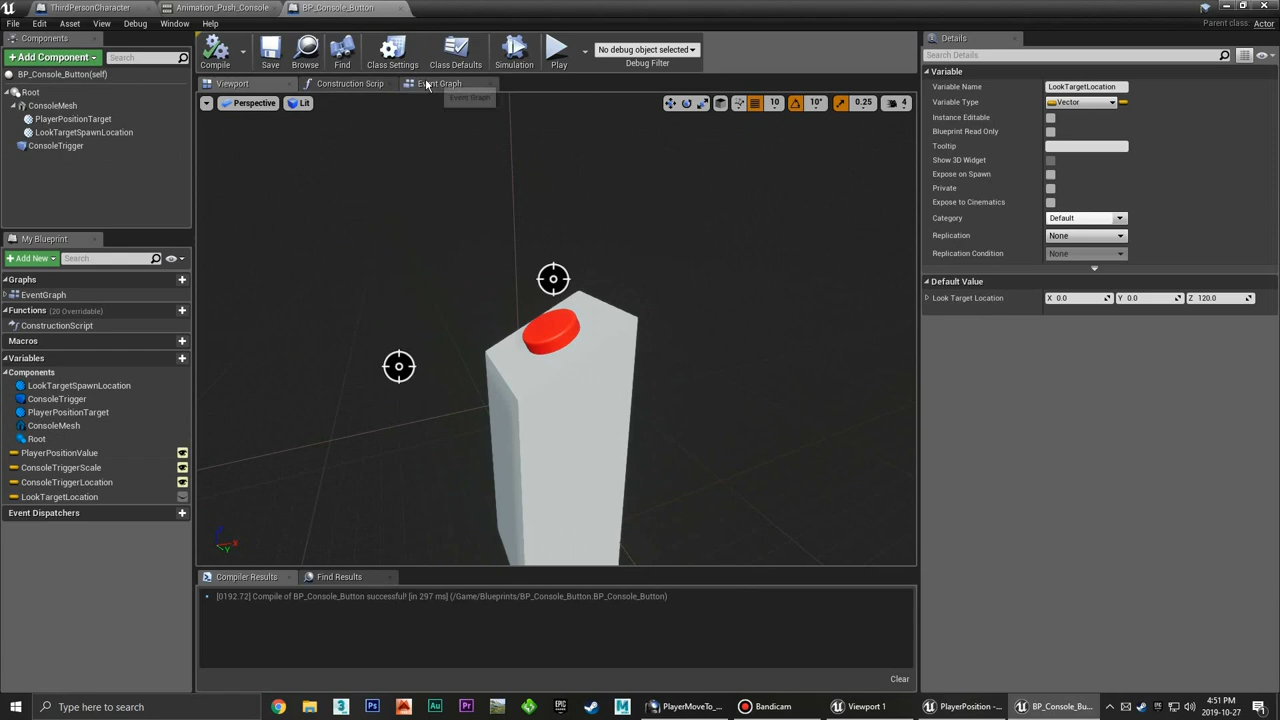 ThirdPersonCharacter
Animation_Push_Console
BP_Console_Button
File Edit Asset View Debug Window Help
Parent class: Actor
Components
+ Add Component
Search
BP_Console_Button(self)
Root
ConsoleMesh
PlayerPositionTarget
LookTargetSpawnLocation
ConsoleTrigger
My Blueprint
+ Add New
Search
Graphs
EventGraph
Functions (20 Overridable)
ConstructionScript
Macros
Variables
Components
LookTargetSpawnLocation
ConsoleTrigger
PlayerPositionTarget
ConsoleMesh
Root
PlayerPositionValue
ConsoleTriggerScale
ConsoleTriggerLocation
LookTargetLocation
Event Dispatchers
Compile Save Browse Find Class Settings Class Defaults Simulation Play
No debug object selected
Debug Filter
Viewport Construction Scrip Event Graph
Event Graph
Perspective Lit
10 10° 0.25 4
Z X Y
Compiler Results Find Results
[0192.72] Compile of BP_Console_Button successful! [in 297 ms] (/Game/Blueprints/BP_Console_Button.BP_Console_Button)
Clear
Details
Search Details
Variable
Variable Name LookTargetLocation
Variable Type Vector
Instance Editable
Blueprint Read Only
Tooltip
Show 3D Widget
Expose on Spawn
Private
Expose to Cinematics
Category Default
Replication None
Replication Condition None
Default Value
Look Target Location X 0.0 Y 0.0 Z 120.0
Type here to search
PlayerMoveTo_...
Bandicam
Viewport 1
PlayerPosition -...
BP_Console_Bu...
4:51 PM
2019-10-27